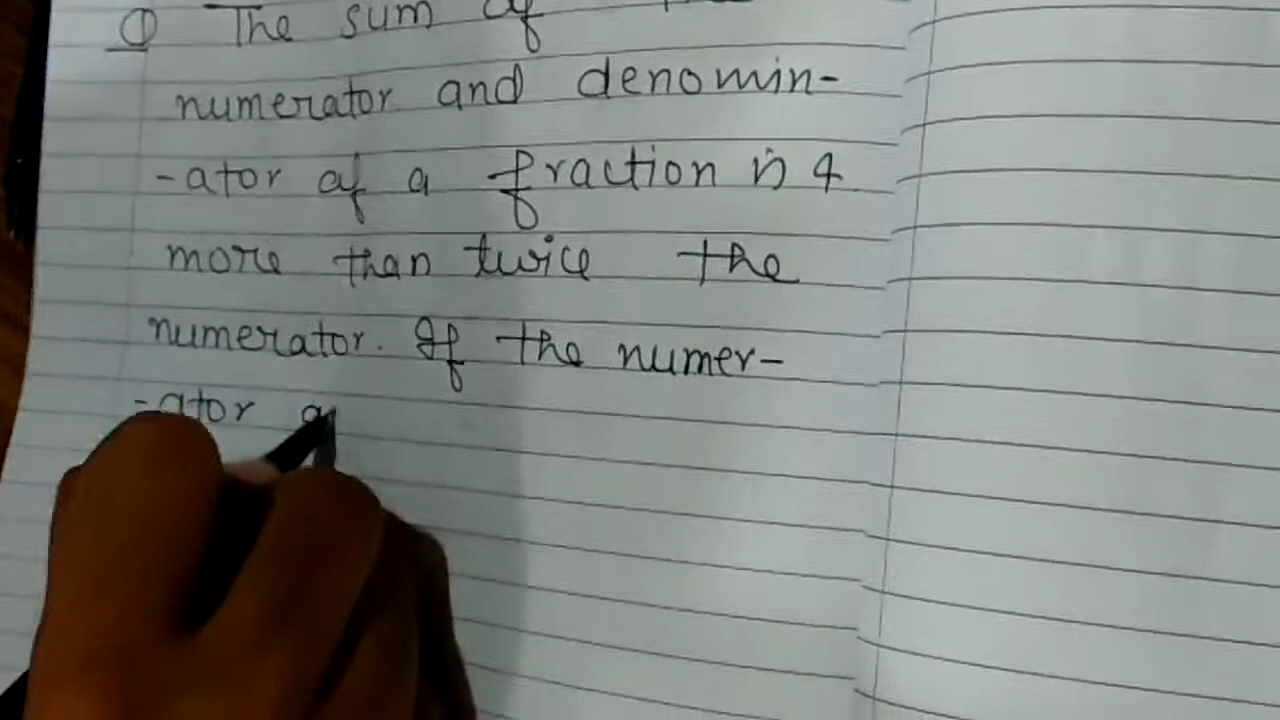 ① The sum of
numerator and denomin-
-ator of a fraction is 4
more than twice the
numerator. If the numer-
-ator